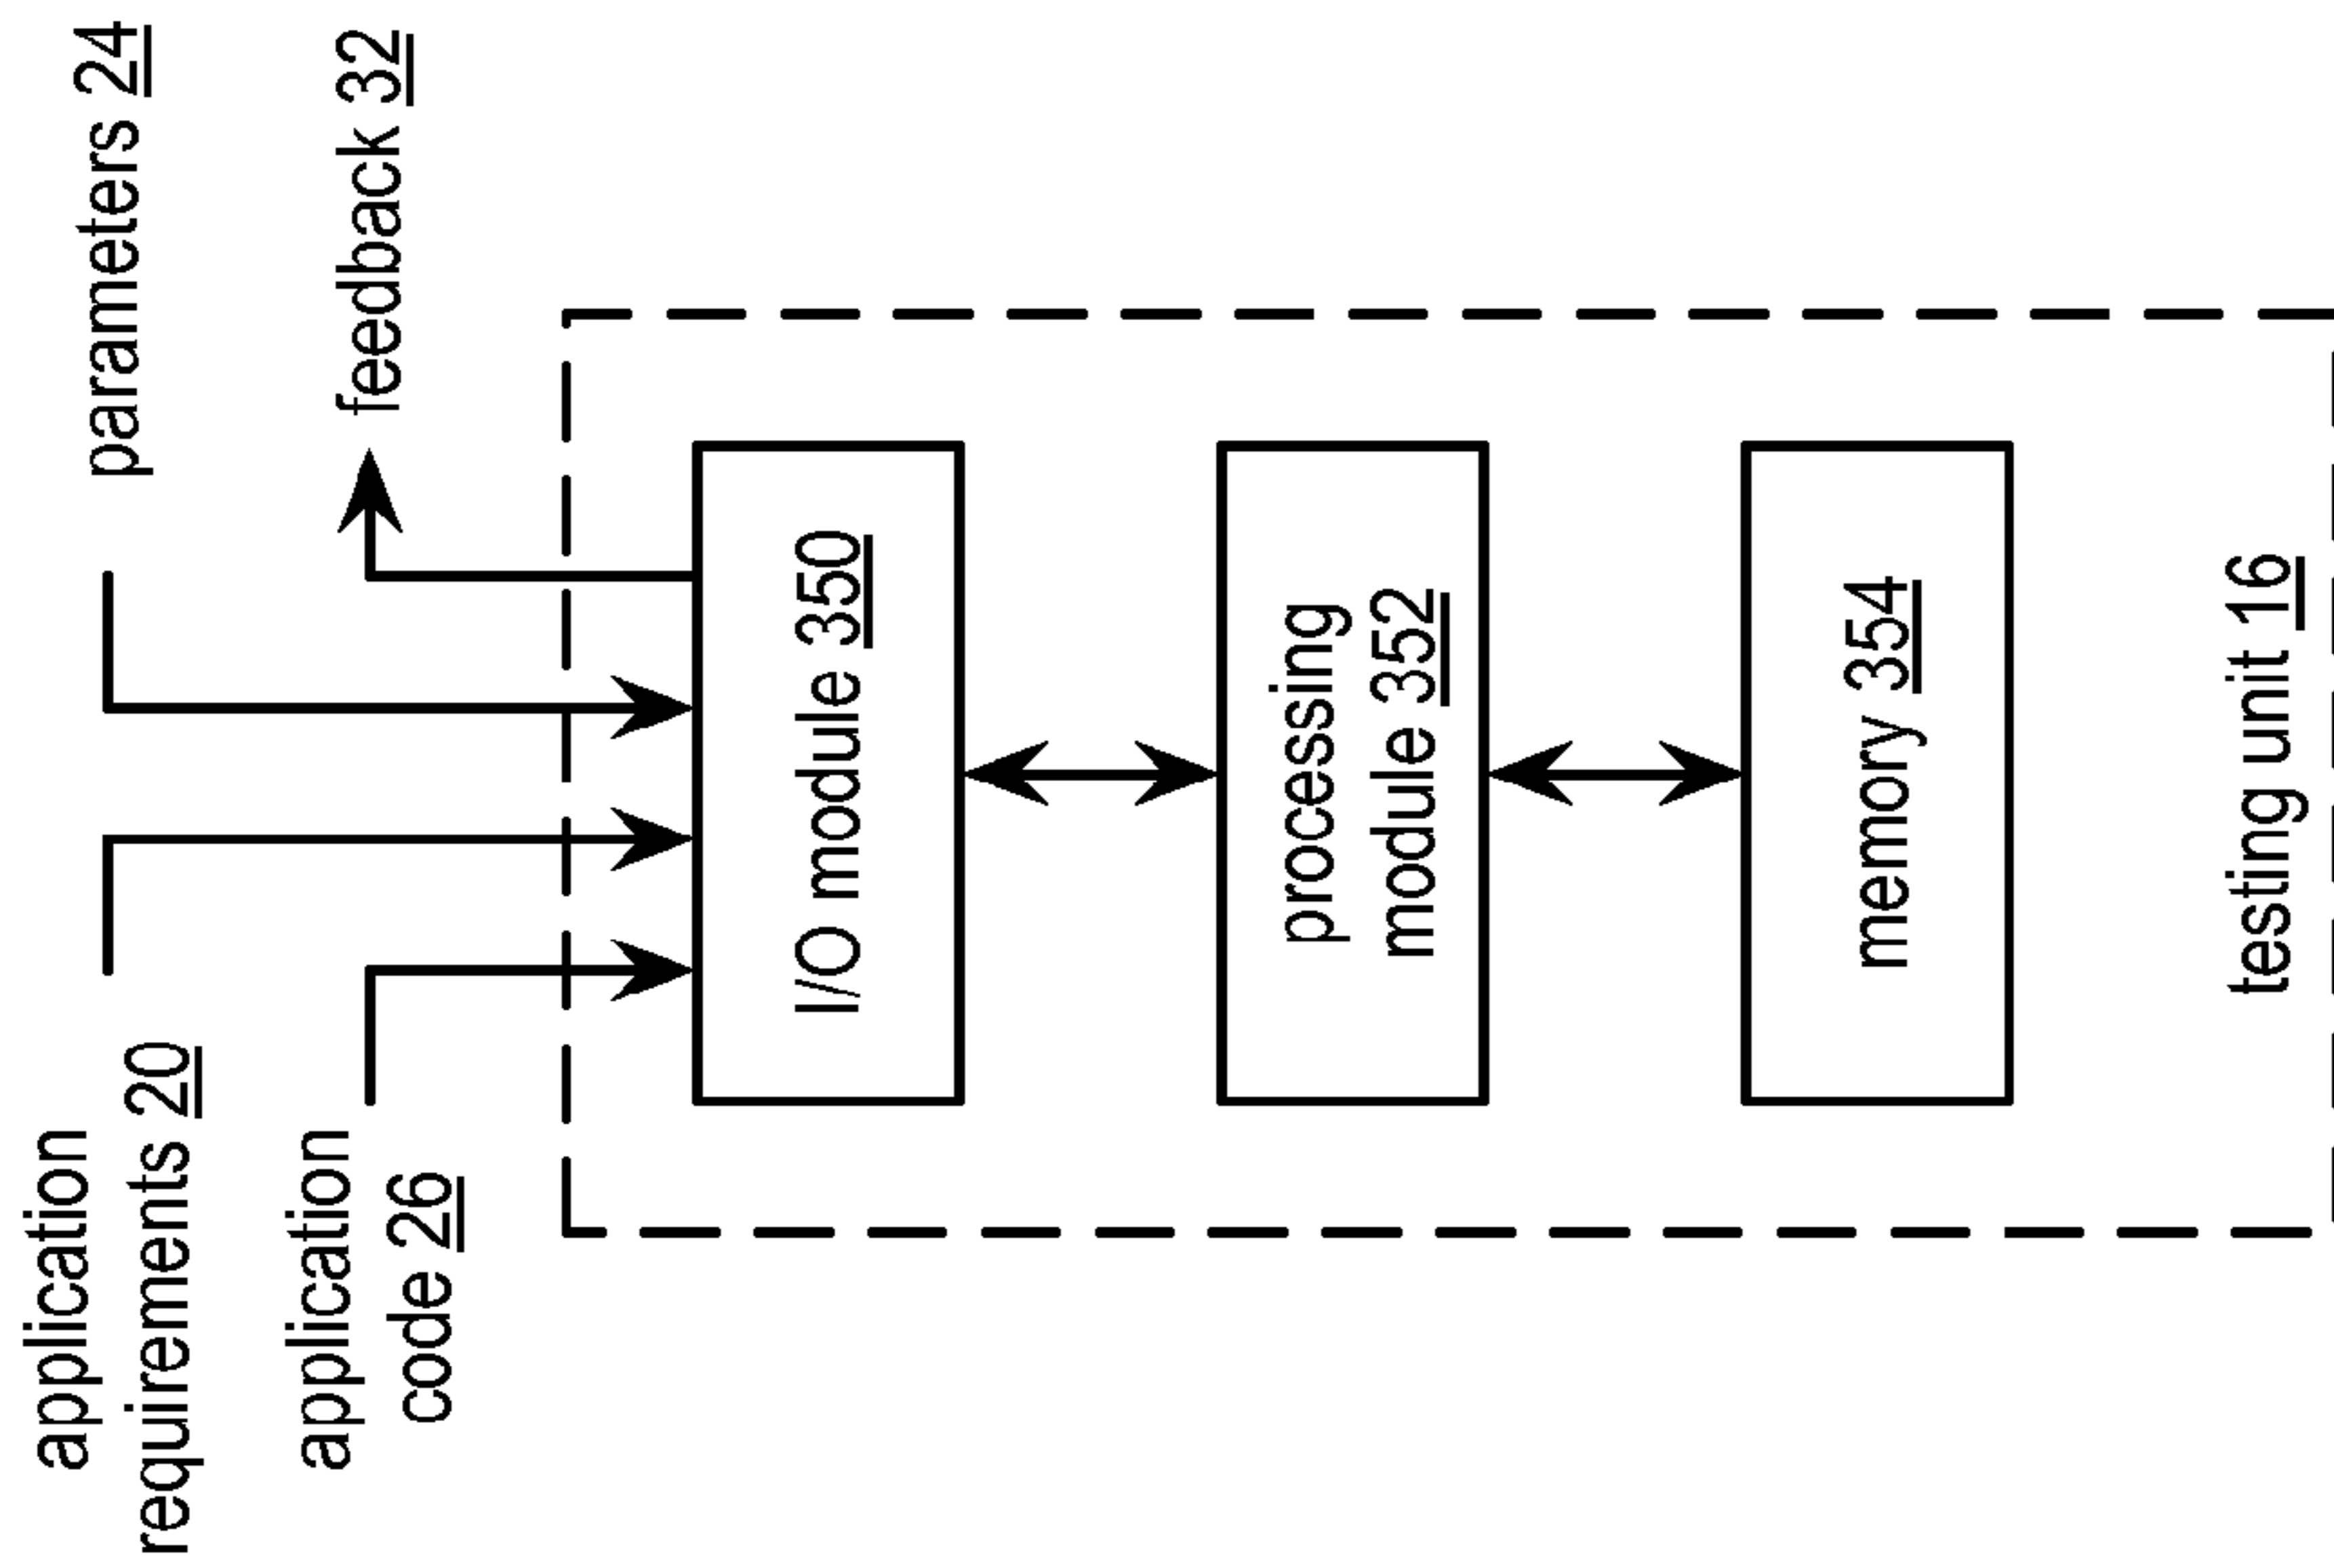 application
requirements 20
parameters 24
application
code 26
feedback 32
I/O module 350
processing
module 352
memory 354
testing unit 16